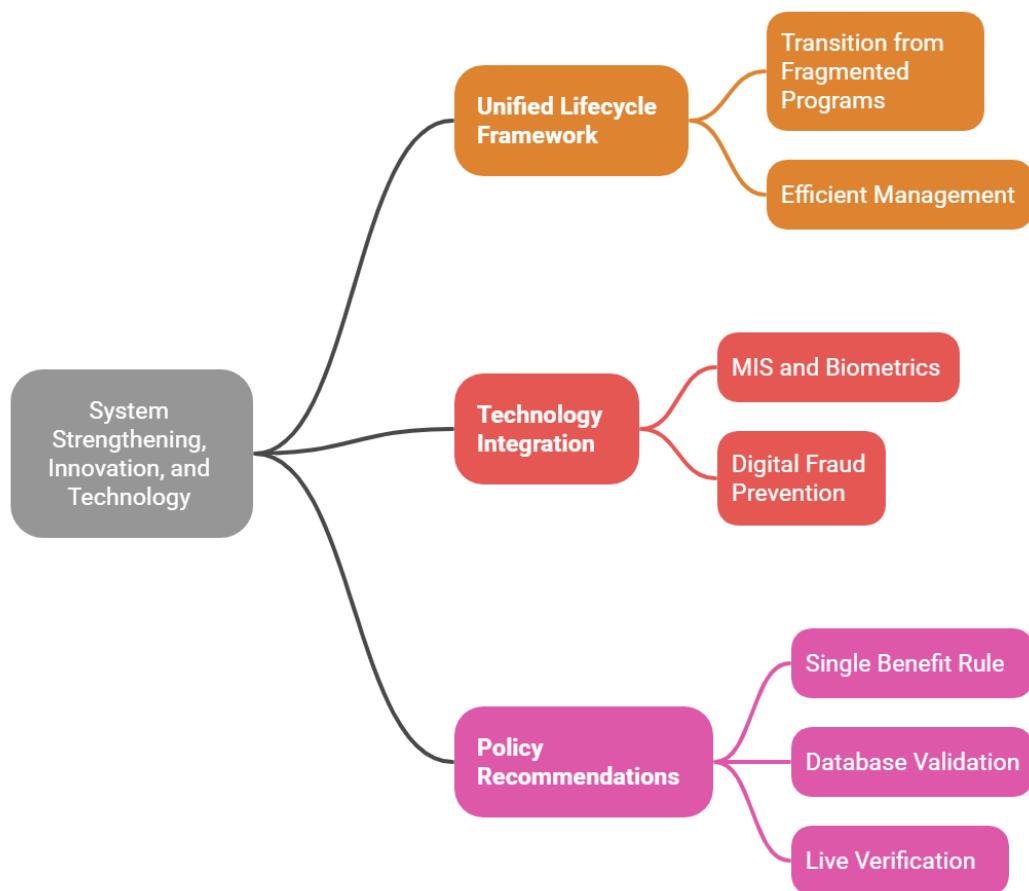 System
Strengthening,
Innovation, and
Technology
Unified Lifecycle
Framework
Transition from
Fragmented
Programs
Efficient Management
Technology
Integration
MIS and Biometrics
Digital Fraud
Prevention
Policy
Recommendations
Single Benefit Rule
Database Validation
Live Verification